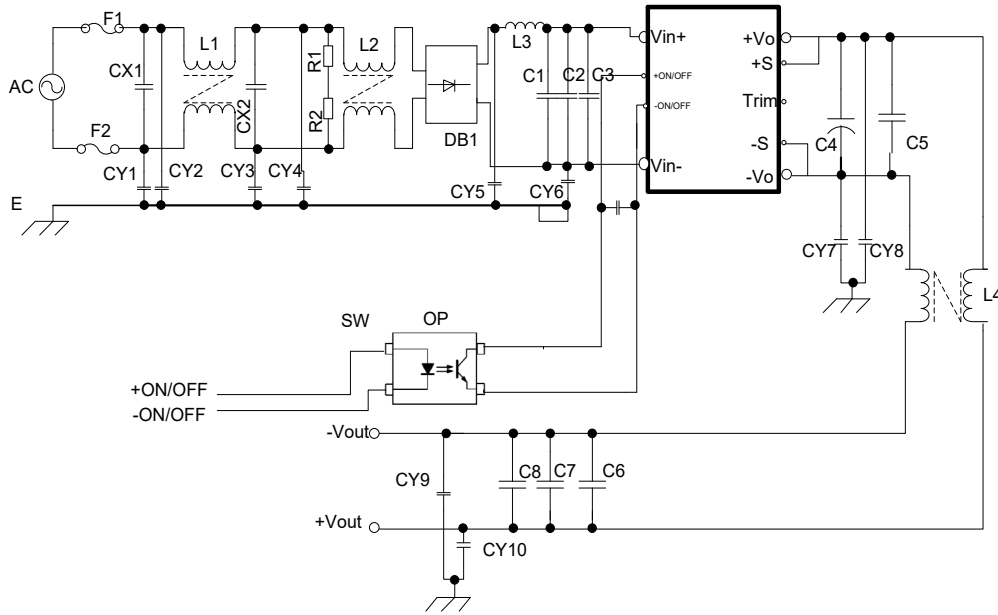 F1
L1
L2
L3
AC
CX1
CX2
R1
R2
DB1
C1
C2
C3
F2
CY1
CY2
CY3
CY4
CY5
CY6
E
Vin+
+ON/OFF
-ON/OFF
Vin-
+Vo
+S
Trim
-S
-Vo
C4
C5
CY7
CY8
L4
SW
OP
+ON/OFF
-ON/OFF
-Vout
CY9
C8
C7
C6
+Vout
CY10